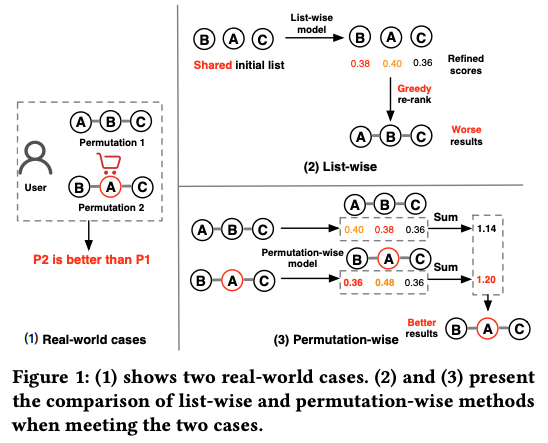 A B C
Permutation 1
User
B A C
Permutation 2
P2 is better than P1
(1) Real-world cases
B A C
List-wise
model
B A C
Shared initial list
0.38 0.40 0.36
Refined
scores
Greedy
re-rank
A B C
Worse
results
(2) List-wise
A B C
A B C
Sum
0.40 0.38 0.36
1.14
Permutation-wise
model
B A C
B A C
Sum
0.36 0.48 0.36
1.20
Better
results
B A C
(3) Permutation-wise
Figure 1: (1) shows two real-world cases. (2) and (3) present
the comparison of list-wise and permutation-wise methods
when meeting the two cases.